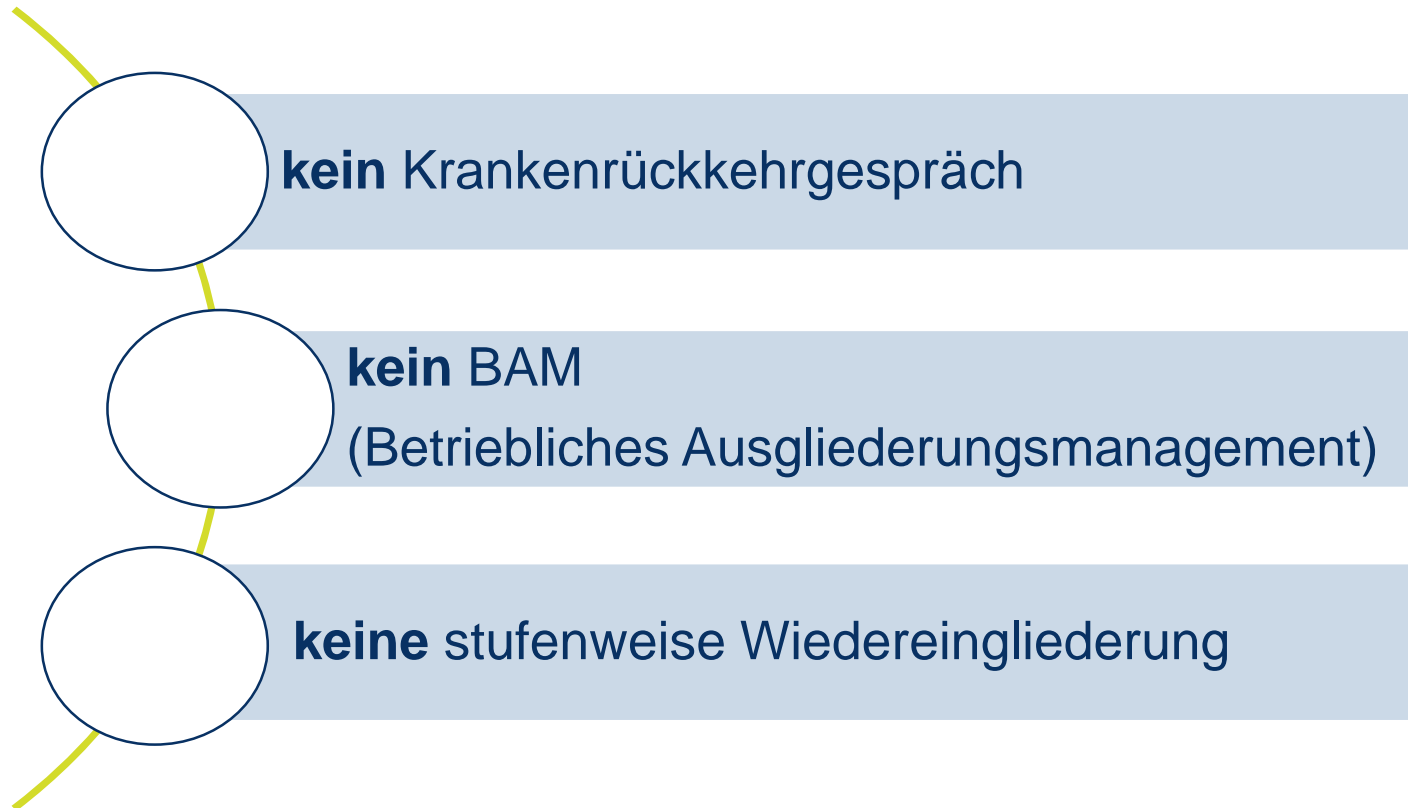 kein Krankenrückkehrgespräch
kein BAM
(Betriebliches Ausgliederungsmanagement)
keine stufenweise Wiedereingliederung